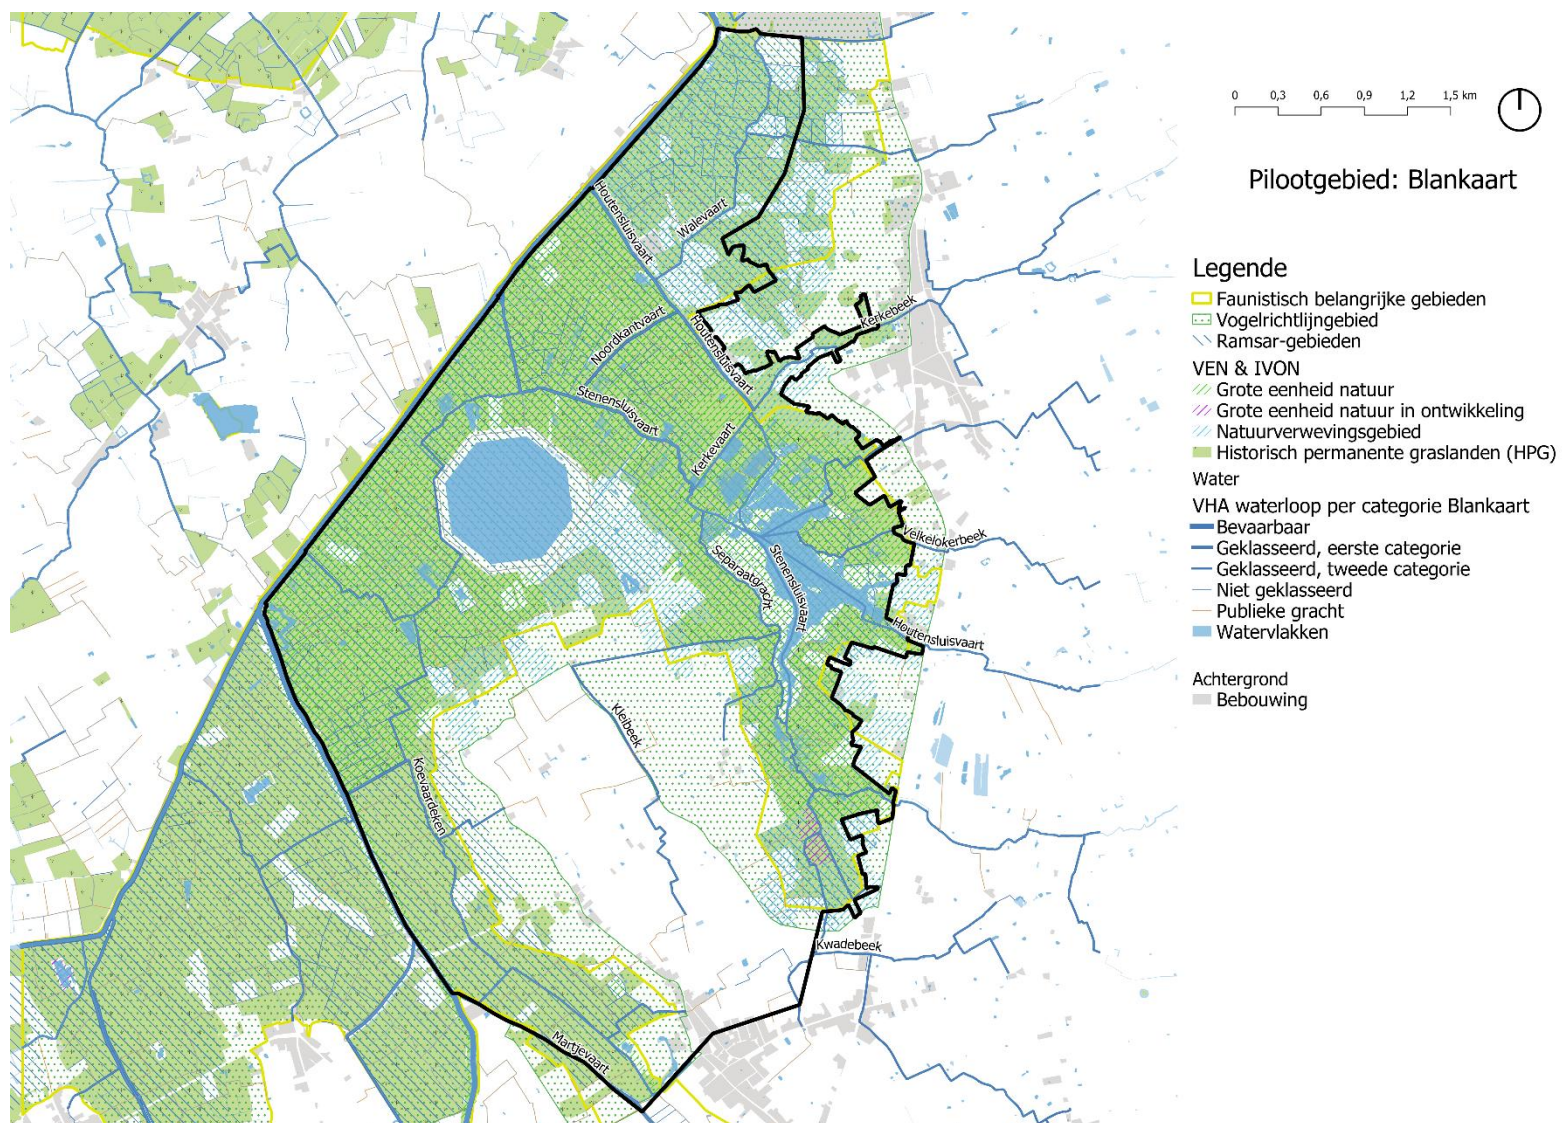 0 0,3 0,6 0,9 1,2 1,5 km
Pilootgebied: Blankaart
Legende
Faunistisch belangrijke gebieden
Vogelrichtlijngebied
Ramsar-gebieden
VEN & IVON
Grote eenheid natuur
Grote eenheid natuur in ontwikkeling
Natuurverwevingsgebied
Historisch permanente graslanden (HPG)
Water
VHA waterloop per categorie Blankaart
Bevaarbaar
Geklasseerd, eerste categorie
Geklasseerd, tweede categorie
Niet geklasseerd
Publieke gracht
Watervlakken
Achtergrond
Bebouwing
Houtensluisvaart
Walevaart
Kerkebeek
Noordkantvaart
Houtensluisvaart
Stenensluisvaart
Kerkevaart
Velkelokerbeek
Separaatgracht
Stenensluisvaart
Houtensluisvaart
Kleibeek
Koevaardeken
Kwadebeek
Martjevaart